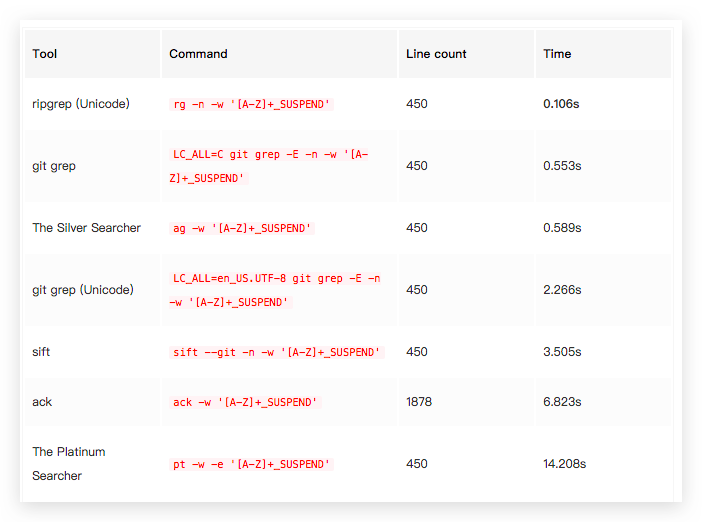 Tool Command Line count Time
ripgrep (Unicode) rg -n -w '[A-Z]+_SUSPEND' 450 0.106s
git grep LC_ALL=C git grep -E -n -w '[A-
Z]+_SUSPEND' 450 0.553s
The Silver Searcher ag -w '[A-Z]+_SUSPEND' 450 0.589s
git grep (Unicode) LC_ALL=en_US.UTF-8 git grep -E -n
-w '[A-Z]+_SUSPEND' 450 2.266s
sift sift --git -n -w '[A-Z]+_SUSPEND' 450 3.505s
ack ack -w '[A-Z]+_SUSPEND' 1878 6.823s
The Platinum
Searcher pt -w -e '[A-Z]+_SUSPEND' 450 14.208s